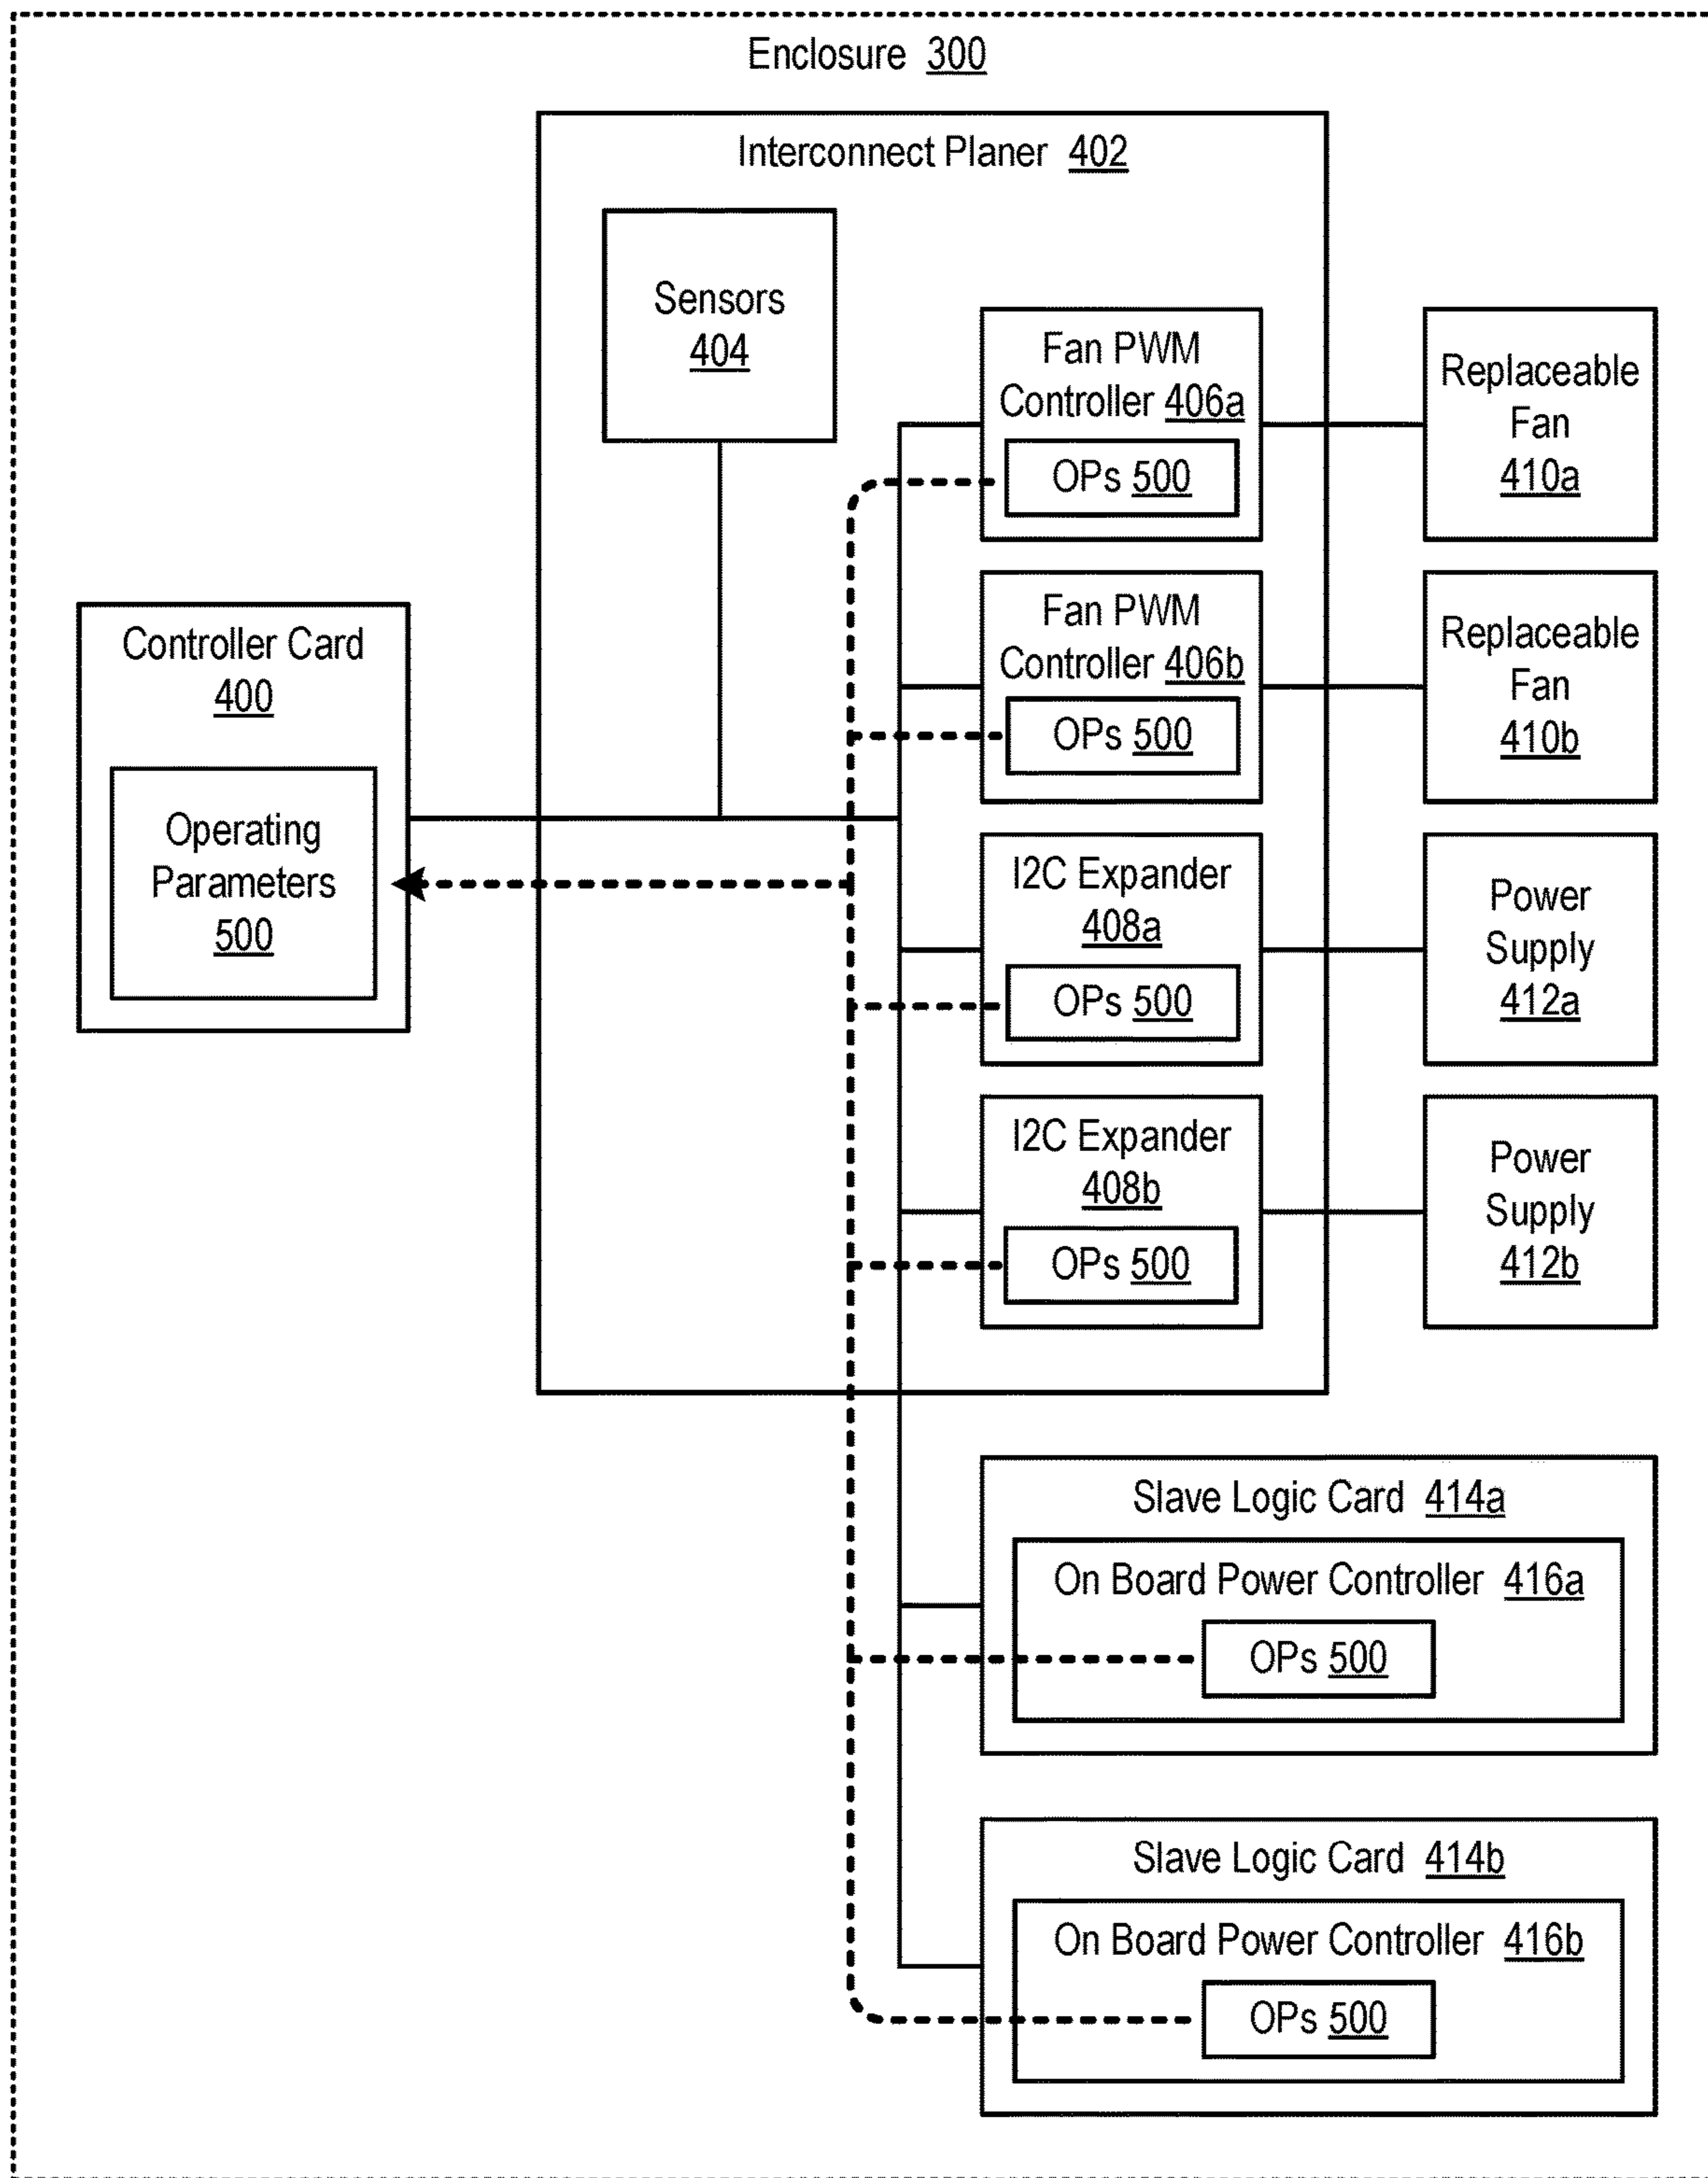 Enclosure 300
Interconnect Planer 402
Sensors
404
Fan PWM
Controller 406a
OPs 500
Replaceable
Fan
410a
Controller Card
400
Operating
Parameters
500
Fan PWM
Controller 406b
OPs 500
Replaceable
Fan
410b
I2C Expander
408a
OPs 500
Power
Supply
412a
I2C Expander
408b
OPs 500
Power
Supply
412b
Slave Logic Card 414a
On Board Power Controller 416a
OPs 500
Slave Logic Card 414b
On Board Power Controller 416b
OPs 500